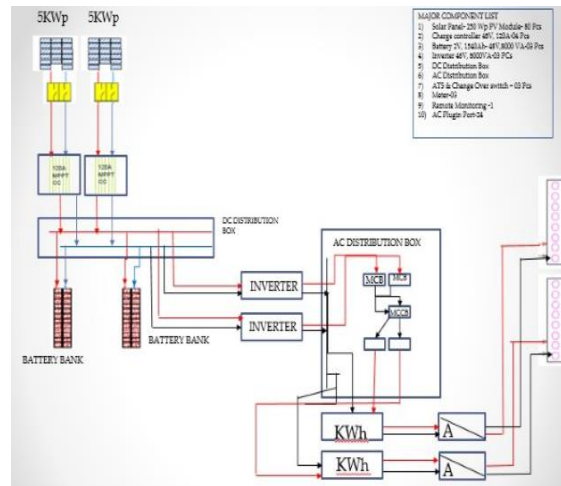 5KWp 5KWp
MAJOR COMPONENT LIST
1) Solar Panel- 250 Wp PV Module- 80 Pcs
2) Charge controller 48V, 120A-04 Pcs
3) Battery 2V, 1540Ah- 48V,8000 VA-03 Pcs
4) Inverter 48V, 8000VA-03 PCs
5) DC Distribution Box
6) AC Distribution Box
7) ATS & Change Over switch – 03 Pcs
8) Meter-03
9) Remote Monitoring -1
10) AC Plugin Port-24
120A
MPPT
CC
120A
MPPT
CC
DC DISTRIBUTION
BOX
AC DISTRIBUTION BOX
MCB
MCB
INVERTER
MCCB
INVERTER
BATTERY BANK
BATTERY BANK
KWh
A
KWh
A